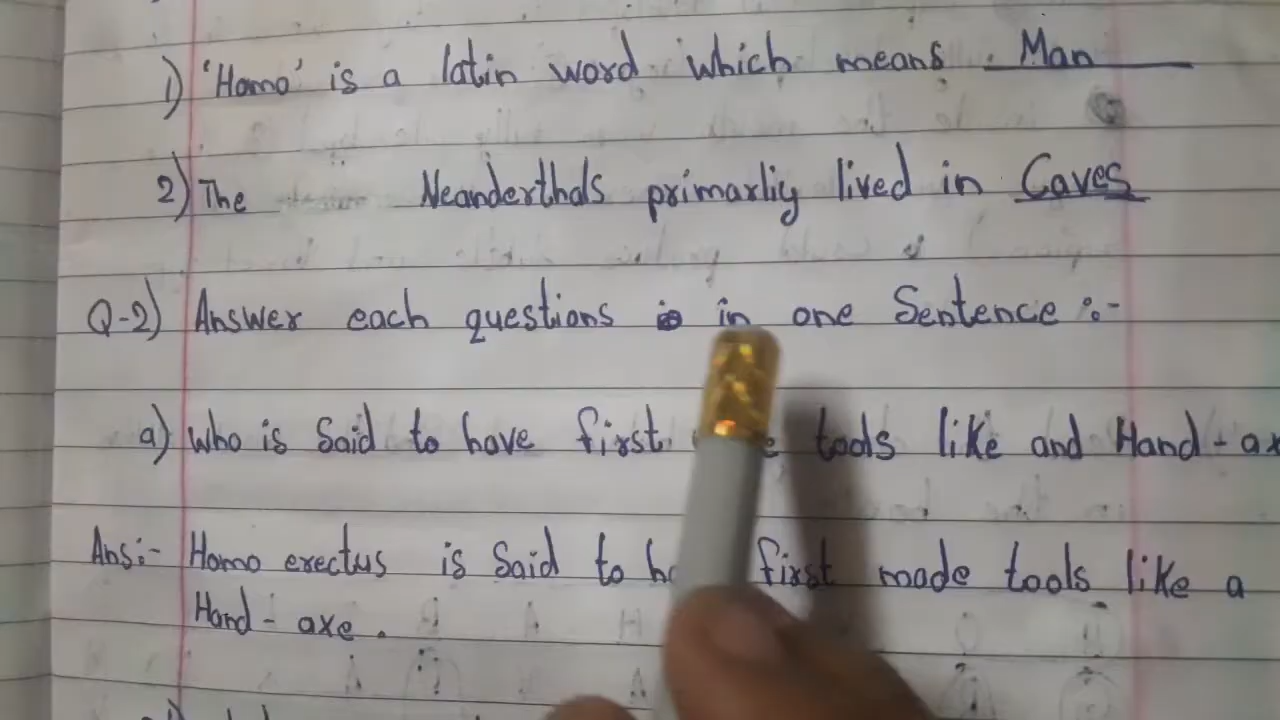 1) 'Homo' is a latin word which means Man
2) The Neanderthals primarliy lived in Caves
Q-2) Answer each questions in one Sentence :-
a) Who is Said to have first tools like and Hand-ax
Ans:- Homo erectus is Said to first made tools like a
Hand-axe.